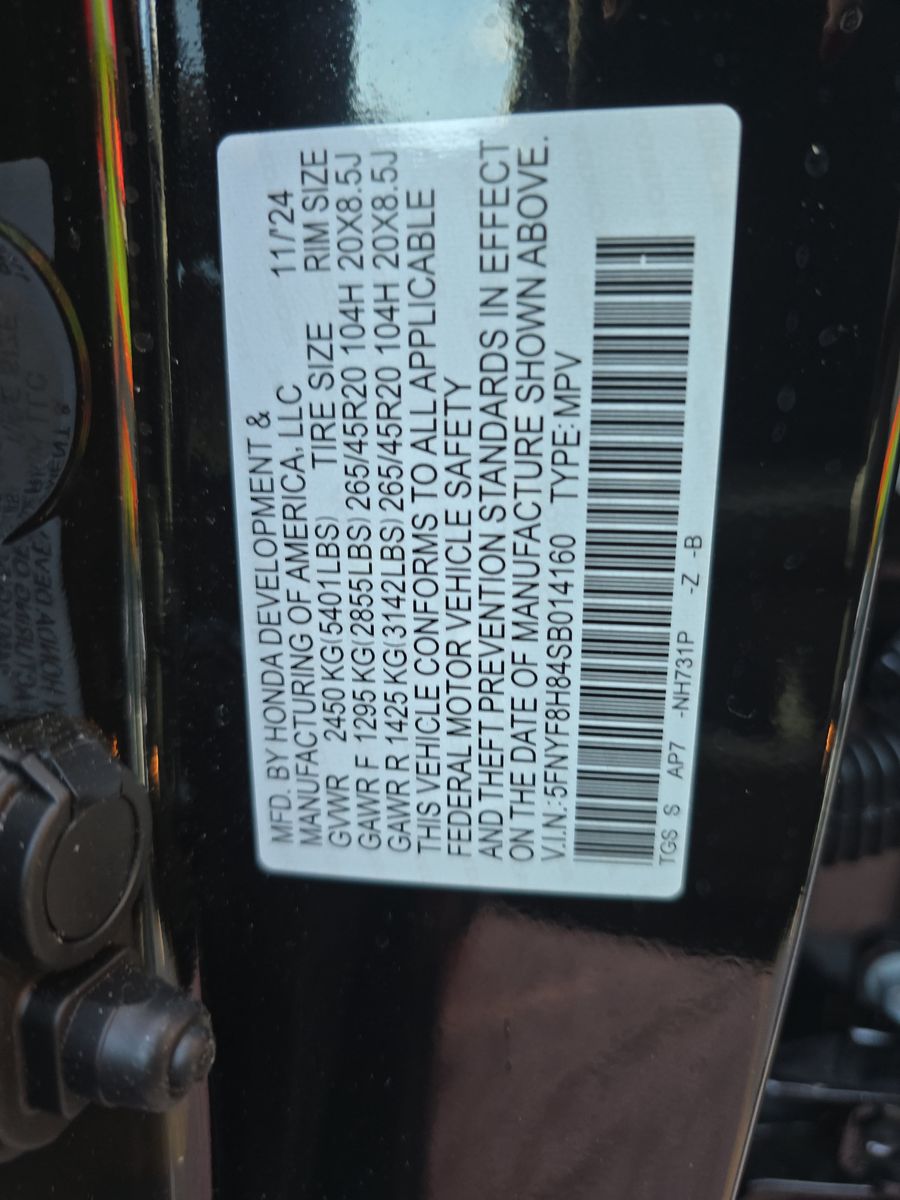 MFD. BY HONDA DEVELOPMENT &
MANUFACTURING OF AMERICA, LLC 11/'24
GVWR 2450 KG(5401LBS) TIRE SIZE RIM SIZE
GAWR F 1295 KG(2855LBS) 265/45R20 104H 20X8.5J
GAWR R 1425 KG(3142LBS) 265/45R20 104H 20X8.5J
THIS VEHICLE CONFORMS TO ALL APPLICABLE
FEDERAL MOTOR VEHICLE SAFETY
AND THEFT PREVENTION STANDARDS IN EFFECT
ON THE DATE OF MANUFACTURE SHOWN ABOVE.
V.I.N.:5FNYF8H84SB014160 TYPE:MPV
TGS S AP7 -NH731P -Z -B